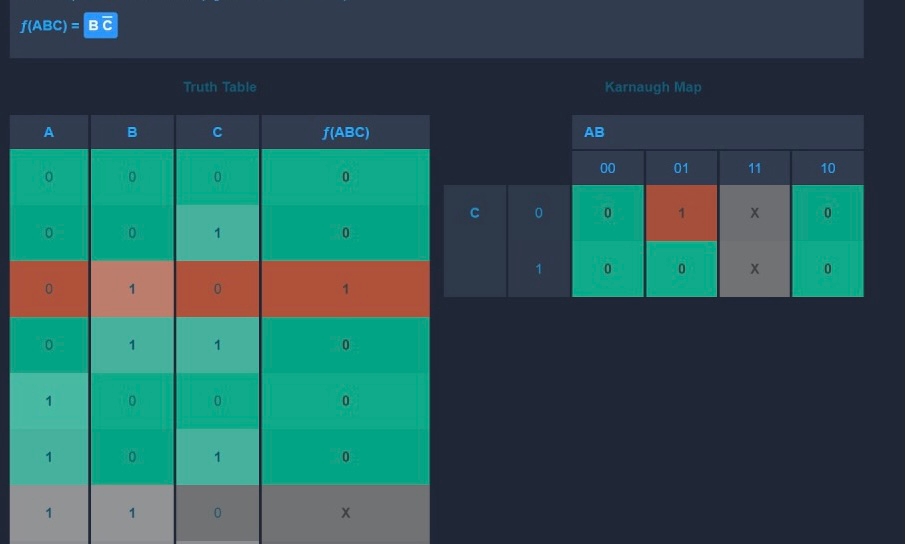 ƒ(ABC) = B C̅
Truth Table
Karnaugh Map
A B C ƒ(ABC)
AB
00 01 11 10
0 0 0 0
C 0 0 1 X 0
0 0 1 0
1 0 0 X 0
0 1 0 1
0 1 1 0
1 0 0 0
1 0 1 0
1 1 0 X